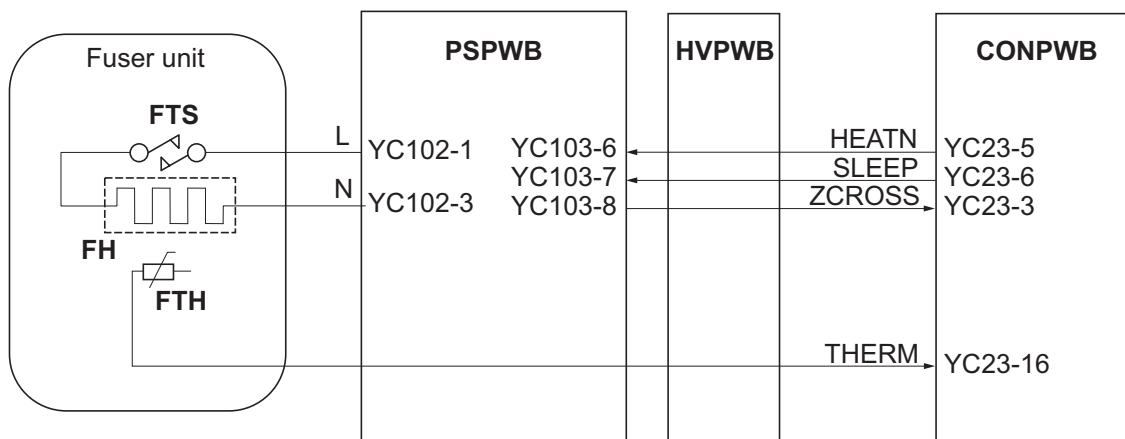 Fuser unit
FTS
FH
FTH
L
N
PSPWB
YC102-1
YC102-3
YC103-6
YC103-7
YC103-8
HVPWB
HEATN
SLEEP
ZCROSS
THERM
CONPWB
YC23-5
YC23-6
YC23-3
YC23-16